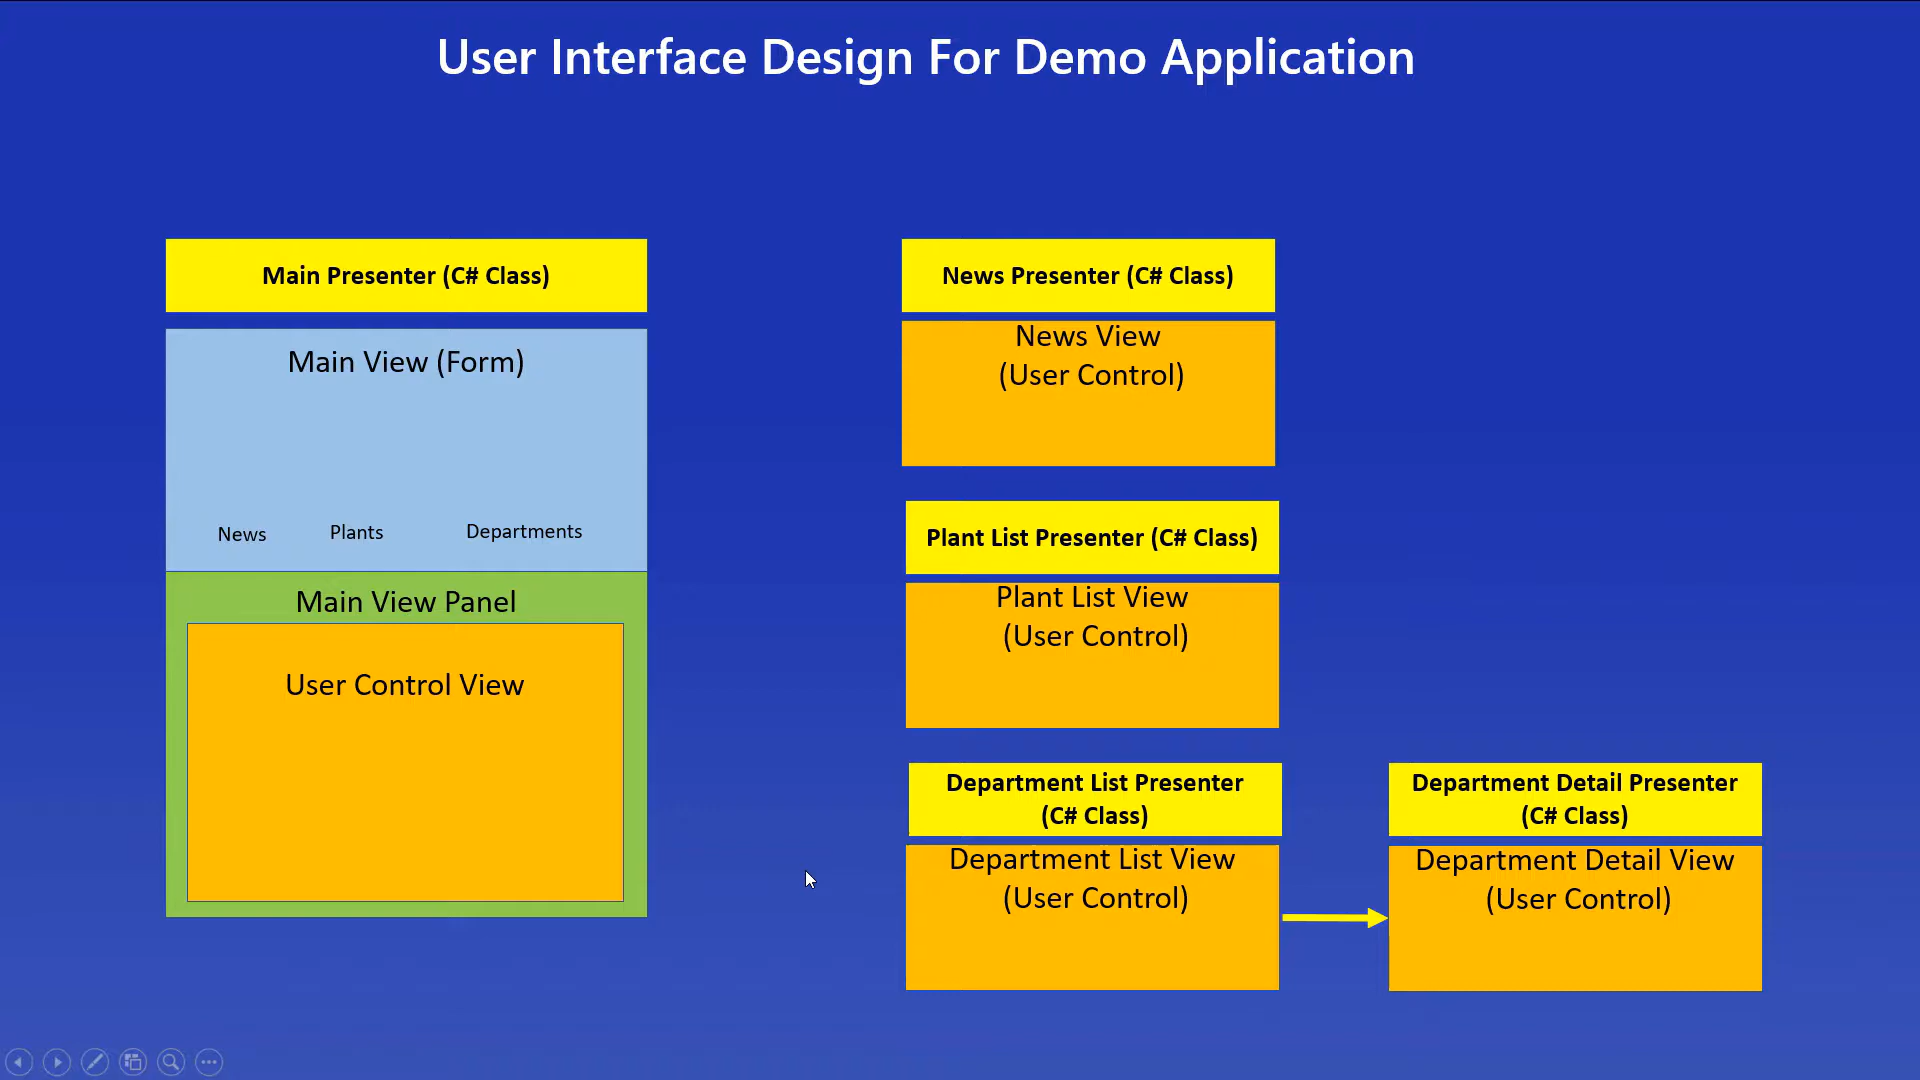 User Interface Design For Demo Application
Main Presenter (C# Class)
Main View (Form)
News
Plants
Departments
Main View Panel
User Control View
News Presenter (C# Class)
News View
(User Control)
Plant List Presenter (C# Class)
Plant List View
(User Control)
Department List Presenter
(C# Class)
Department List View
(User Control)
Department Detail Presenter
(C# Class)
Department Detail View
(User Control)